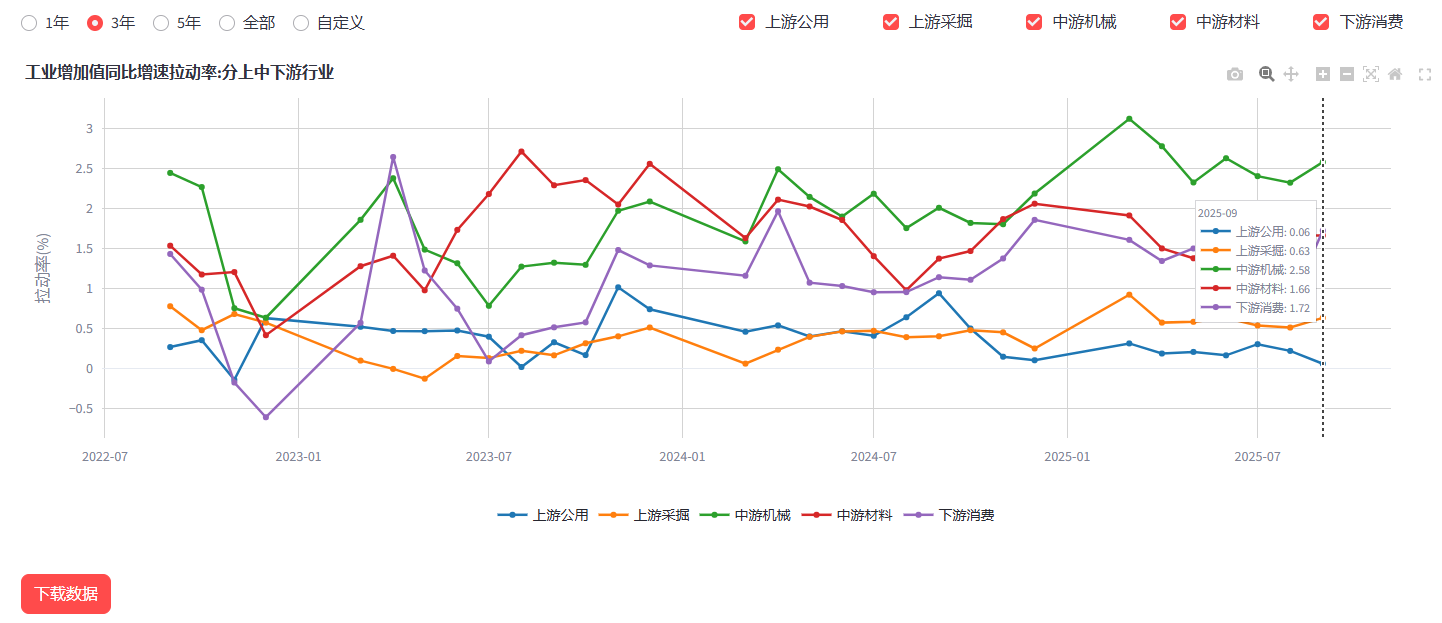 1年 3年 5年 全部 自定义 上游公用 上游采掘 中游机械 中游材料 下游消费
工业增加值同比增速拉动率:分上中下游行业
拉动率(%)
3
2.5
2
1.5
1
0.5
0
−0.5
2025-09
上游公用: 0.06
上游采掘: 0.63
中游机械: 2.58
中游材料: 1.66
下游消费: 1.72
2022-07 2023-01 2023-07 2024-01 2024-07 2025-01 2025-07
上游公用 上游采掘 中游机械 中游材料 下游消费
下载数据